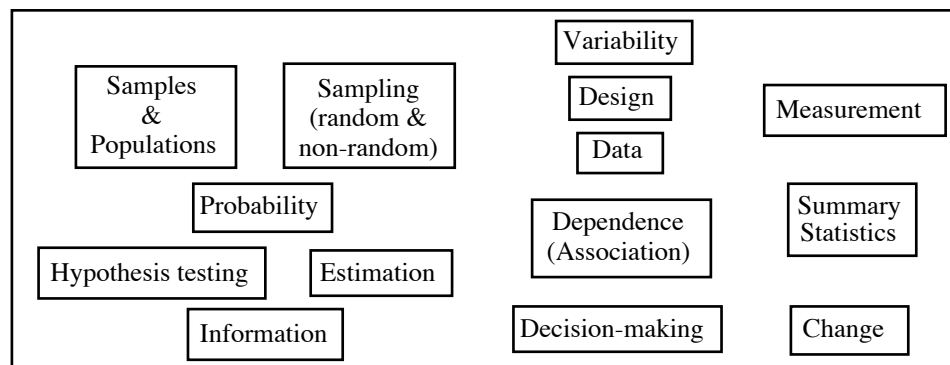 Variability
Samples
&
Populations
Sampling
(random &
non-random)
Design
Measurement
Data
Probability
Dependence
(Association)
Summary
Statistics
Hypothesis testing
Estimation
Information
Decision-making
Change